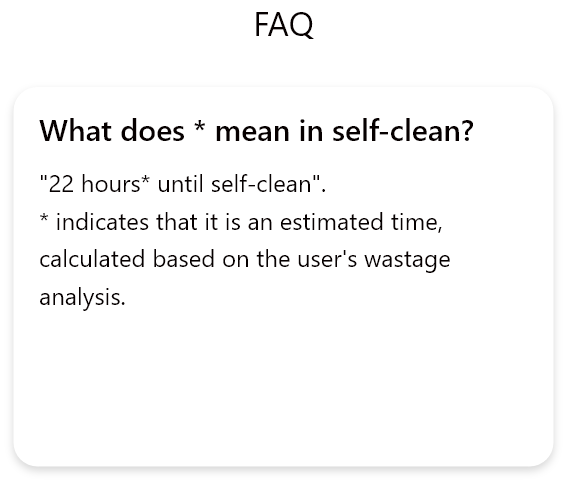 FAQ
What does * mean in self-clean?
"22 hours* until self-clean".
* indicates that it is an estimated time,
calculated based on the user's wastage
analysis.